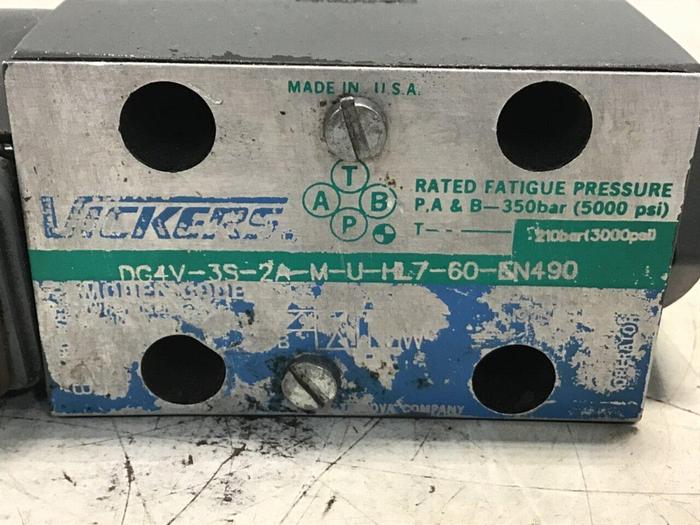 MADE IN U.S.A.
T
A B
P
VICKERS.
RATED FATIGUE PRESSURE
P,A & B—350bar (5000 psi)
T-
210bar(3000psi)
DG4V-3S-2A-M-U-HL7-60-EN490
MODEL CODE
B
OPERATOR
COMPANY